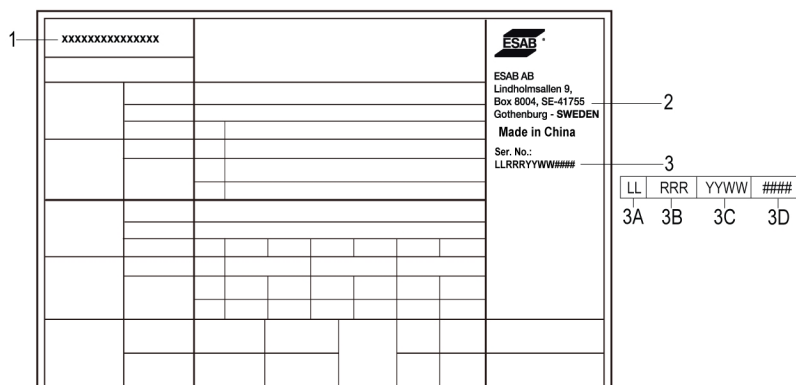 1
xxxxxxxxxxxxxxx
ESAB
ESAB AB
Lindholmsallen 9,
Box 8004, SE-41755
Gothenburg - SWEDEN
2
Made in China
Ser. No.:
LLRRRYYWW####
3
LL RRR YYWW ####
3A 3B 3C 3D